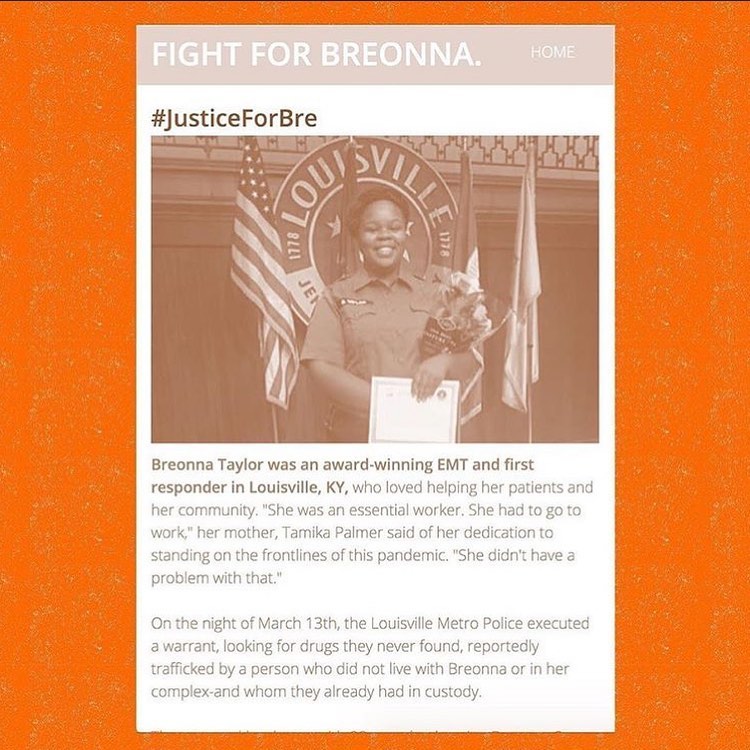 FIGHT FOR BREONNA.
HOME
#JusticeForBre
LOUISVILLE
1778
1778
JEF
Breonna Taylor was an award-winning EMT and first
responder in Louisville, KY, who loved helping her patients and
her community. "She was an essential worker. She had to go to
work," her mother, Tamika Palmer said of her dedication to
standing on the frontlines of this pandemic. "She didn't have a
problem with that."
On the night of March 13th, the Louisville Metro Police executed
a warrant, looking for drugs they never found, reportedly
trafficked by a person who did not live with Breonna or in her
complex-and whom they already had in custody.